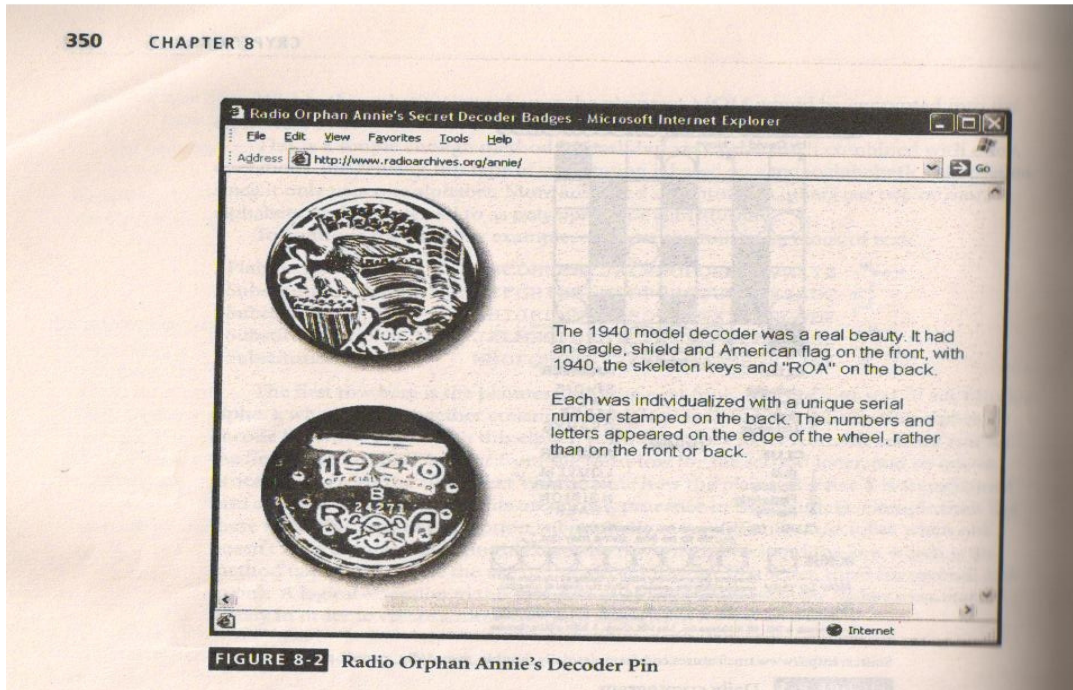 350 CHAPTER 8
Radio Orphan Annie's Secret Decoder Badges - Microsoft Internet Explorer
File Edit View Favorites Tools Help
Address http://www.radioarchives.org/annie/ Go
U.S.A
The 1940 model decoder was a real beauty. It had
an eagle, shield and American flag on the front, with
1940, the skeleton keys and "ROA" on the back.
Each was individualized with a unique serial
number stamped on the back. The numbers and
letters appeared on the edge of the wheel, rather
than on the front or back.
1940
OFFICIAL NUMBER
B
24271
R A
Internet
FIGURE 8-2 Radio Orphan Annie's Decoder Pin